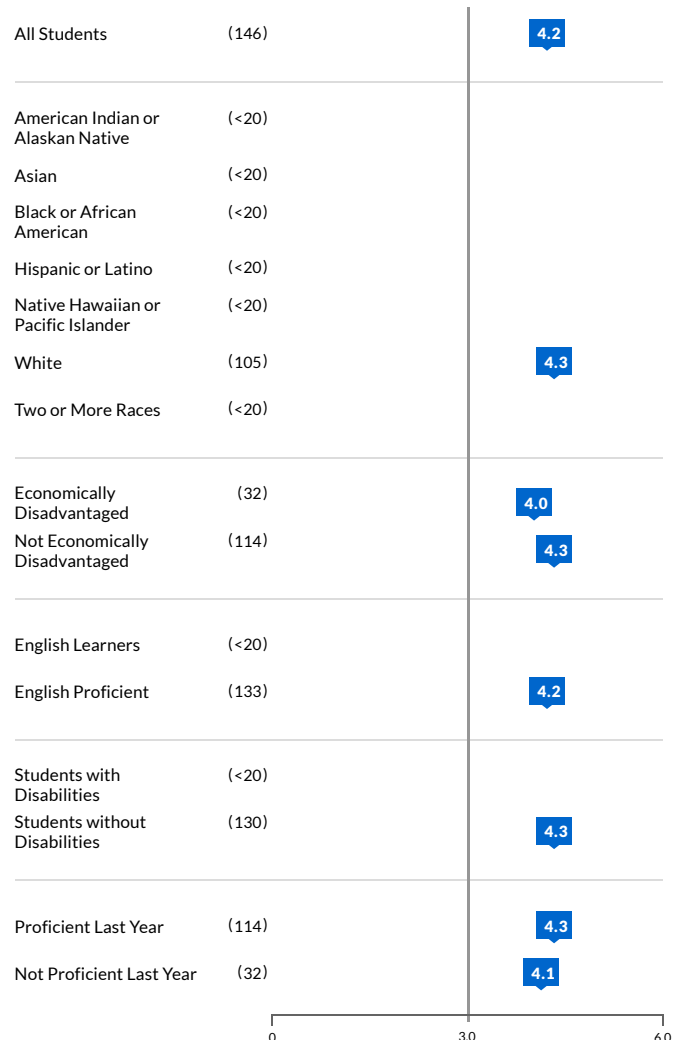 All Students (146) 4.2
American Indian or (<20)
Alaskan Native
Asian (<20)
Black or African (<20)
American
Hispanic or Latino (<20)
Native Hawaiian or (<20)
Pacific Islander
White (105) 4.3
Two or More Races (<20)
Economically (32) 4.0
Disadvantaged
Not Economically (114) 4.3
Disadvantaged
English Learners (<20)
English Proficient (133) 4.2
Students with (<20)
Disabilities
Students without (130) 4.3
Disabilities
Proficient Last Year (114) 4.3
Not Proficient Last Year (32) 4.1
0 3.0 6.0